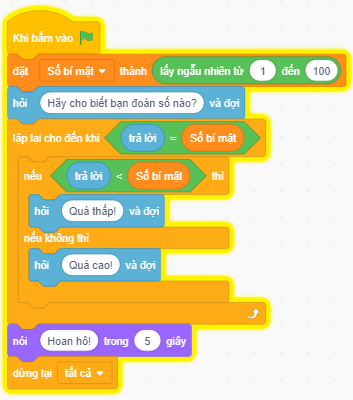 Khi bấm vào
đặt Số bí mật thành lấy ngẫu nhiên từ 1 đến 100
hỏi Hãy cho biết bạn đoán số nào? và đợi
lặp lại cho đến khi trả lời = Số bí mật
nếu trả lời < Số bí mật thì
hỏi Quá thấp! và đợi
nếu không thì
hỏi Quá cao! và đợi
nói Hoan hô! trong 5 giây
dừng lại tất cả